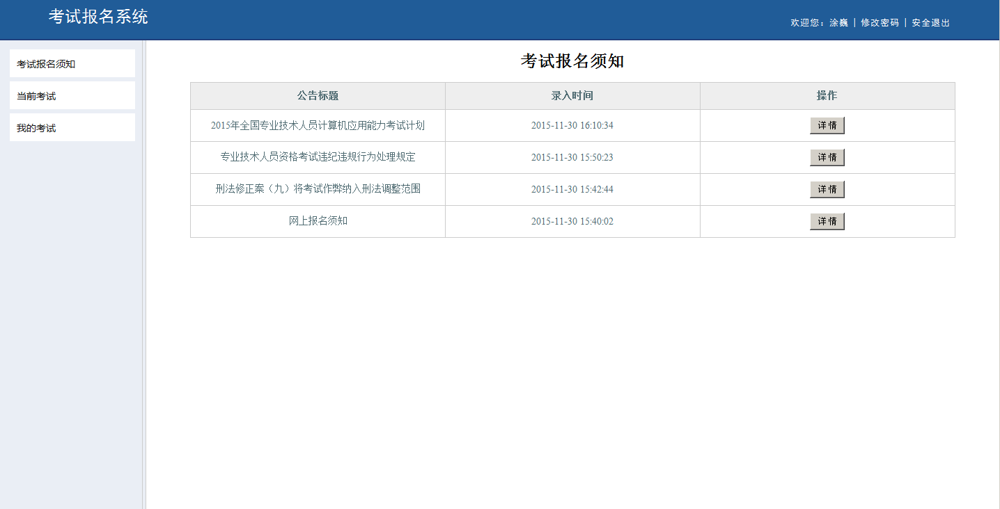 考试报名系统
欢迎您：涂巍 | 修改密码 | 安全退出
考试报名须知
当前考试
我的考试
考试报名须知
公告标题 录入时间 操作
2015年全国专业技术人员计算机应用能力考试计划 2015-11-30 16:10:34 详 情
专业技术人员资格考试违纪违规行为处理规定 2015-11-30 15:50:23 详 情
刑法修正案（九）将考试作弊纳入刑法调整范围 2015-11-30 15:42:44 详 情
网上报名须知 2015-11-30 15:40:02 详 情